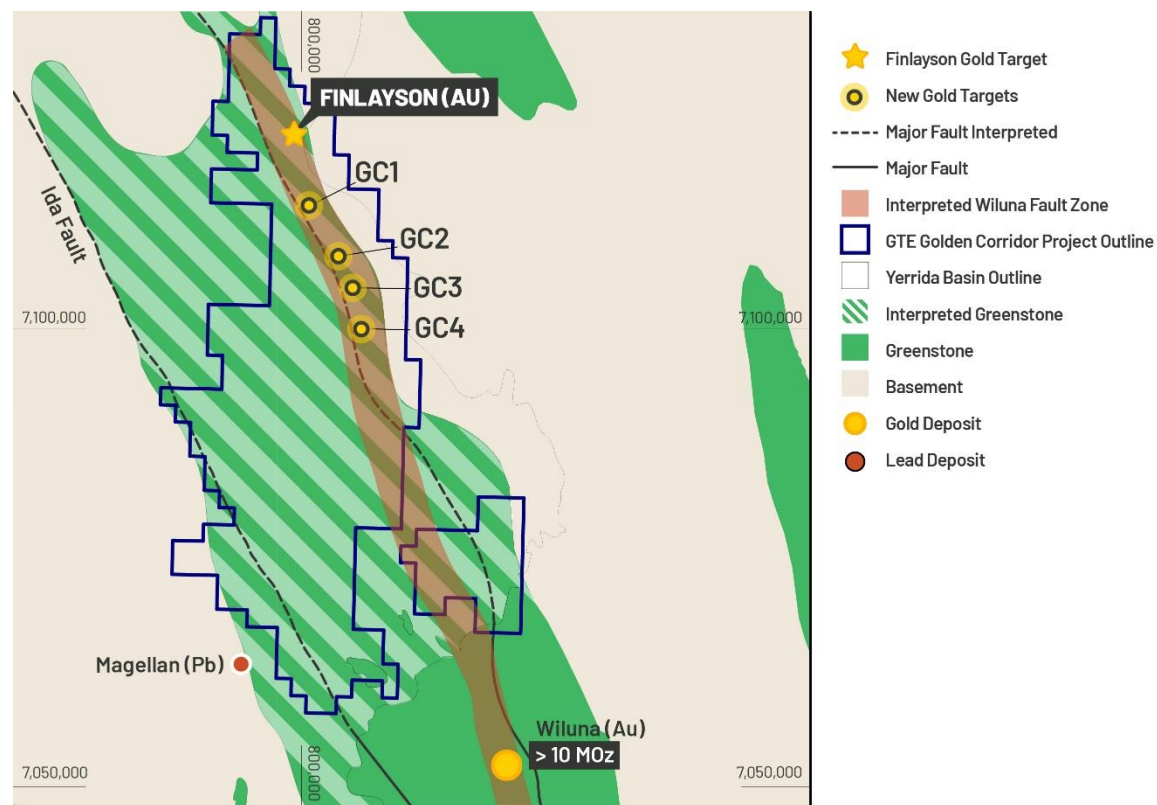 800,000
FINLAYSON (AU)
GC1
GC2
GC3
GC4
Ida Fault
7,100,000
7,100,000
Magellan (Pb)
Wiluna (Au)
> 10 MOz
7,050,000
800,000
7,050,000
Finlayson Gold Target
New Gold Targets
Major Fault Interpreted
Major Fault
Interpreted Wiluna Fault Zone
GTE Golden Corridor Project Outline
Yerrida Basin Outline
Interpreted Greenstone
Greenstone
Basement
Gold Deposit
Lead Deposit